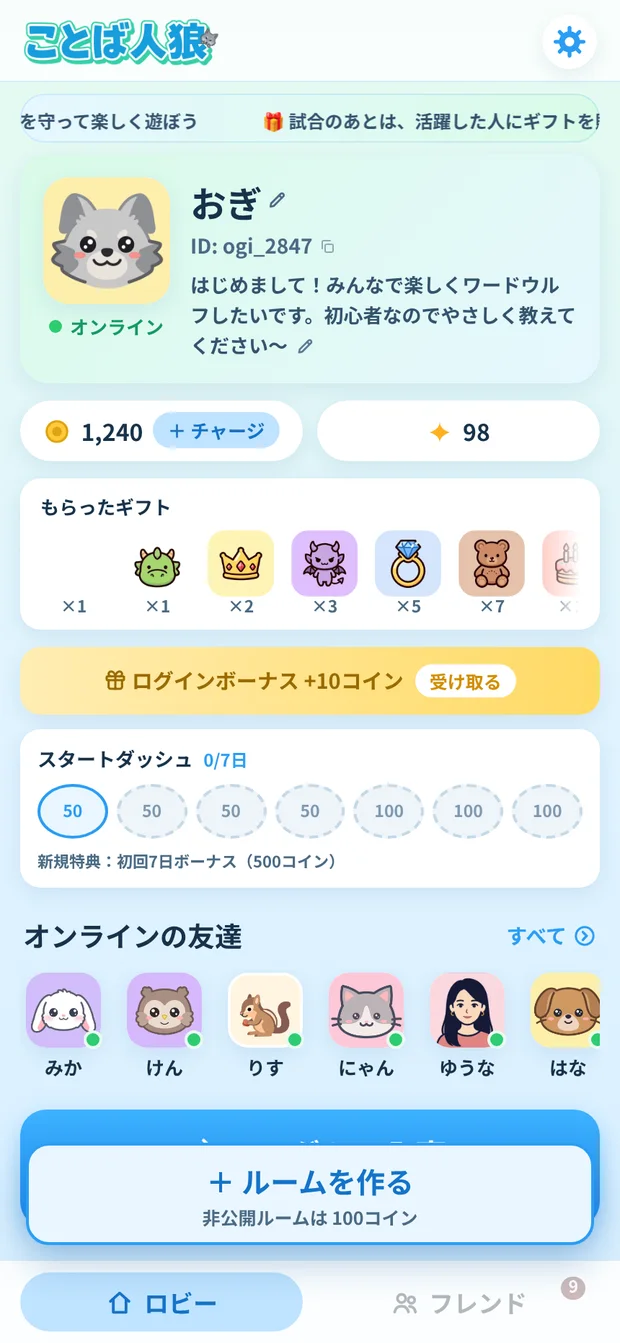 ことば人狼
を守って楽しく遊ぼう
試合のあとは、活躍した人にギフトを
おぎ
ID: ogi_2847
はじめまして！みんなで楽しくワードウル
フしたいです。初心者なのでやさしく教えて
ください〜
オンライン
1,240
＋ チャージ
98
もらったギフト
×1
×1
×2
×3
×5
×7
ログインボーナス +10コイン
受け取る
スタートダッシュ
0/7日
50
50
50
50
100
100
100
新規特典：初回7日ボーナス（500コイン）
オンラインの友達
すべて
みか
けん
りす
にゃん
ゆうな
はな
＋ ルームを作る
非公開ルームは 100コイン
ロビー
フレンド
9